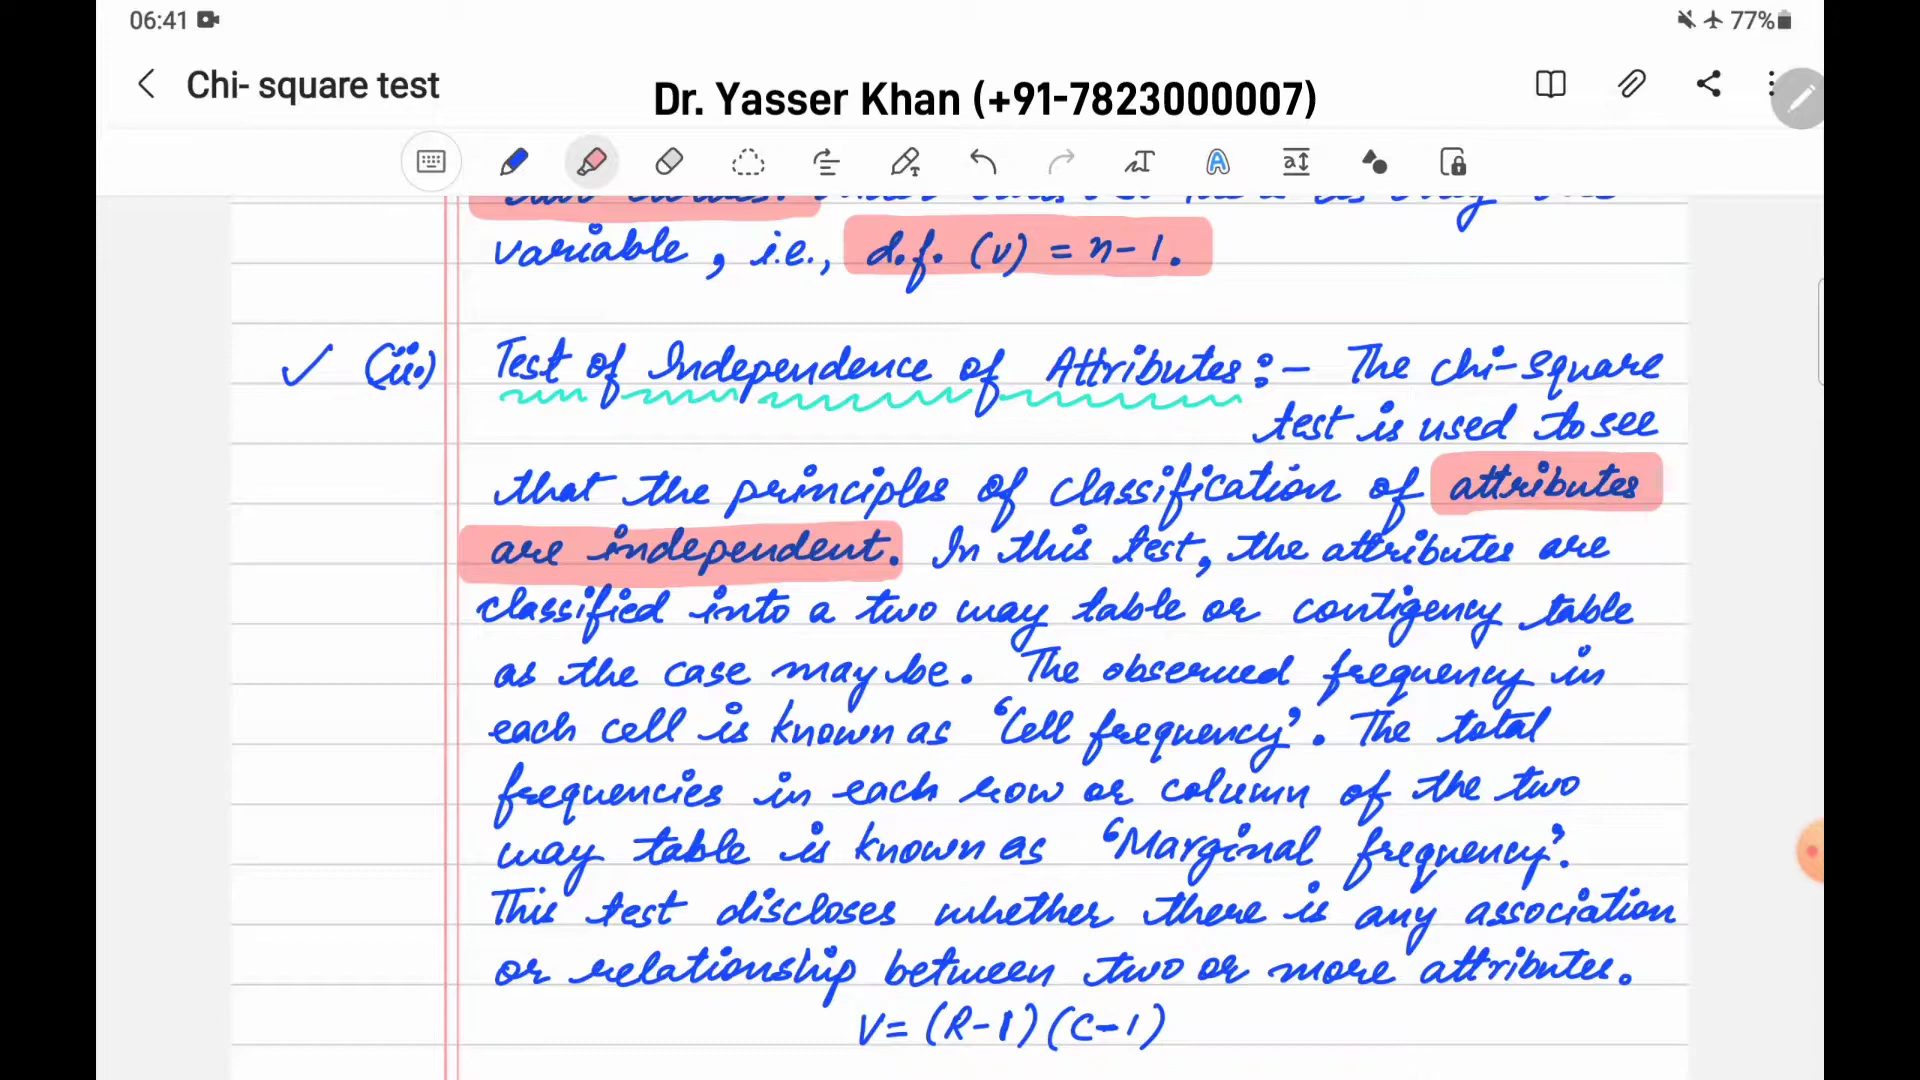 06:41
77%
Chi- square test
Dr. Yasser Khan (+91-7823000007)
variable, i.e., d.f. (v) = n-1.
(ii.) Test of Independence of Attributes:- The chi-square
test is used to see
that the principles of classification of attributes
are independent. In this test, the attributes are
classified into a two way table or contigency table
as the case may be. The observed frequency in
each cell is known as 'Cell frequency'. The total
frequencies in each row or column of the two
way table is known as 'Marginal frequency'.
This test discloses whether there is any association
or relationship between two or more attributes.
V= (R-1) (C-1)